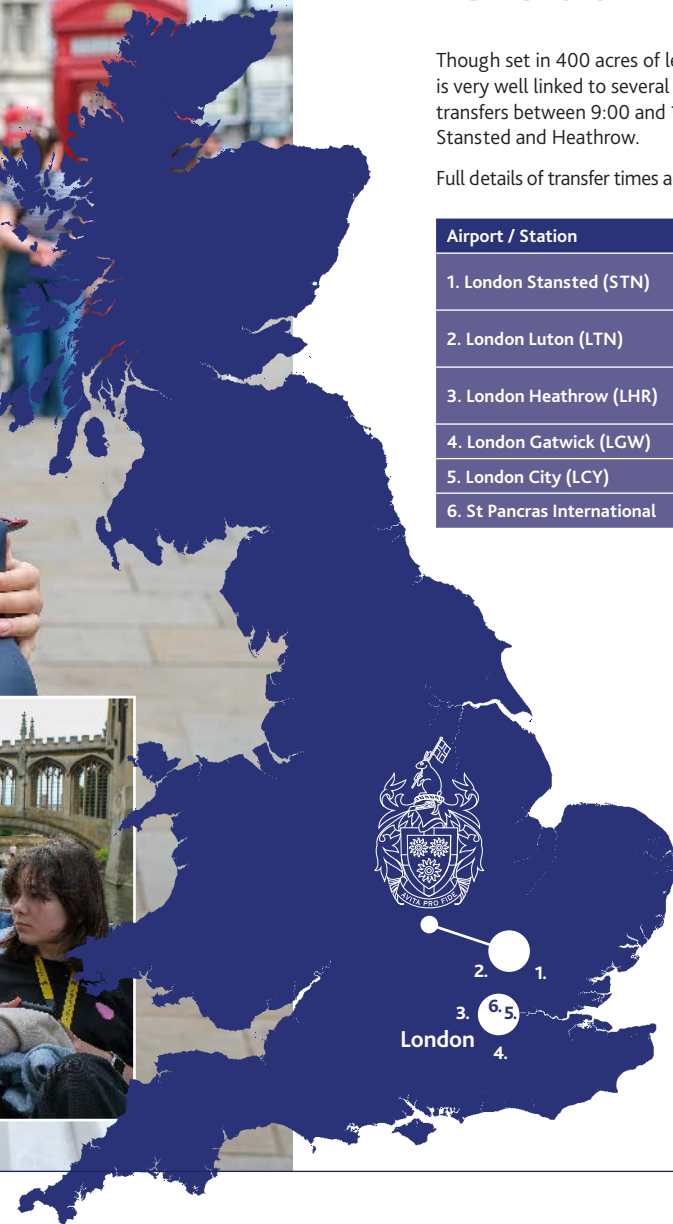 Though set in 400 acres of
is very well linked to several
transfers between 9:00 and
Stansted and Heathrow.
Full details of transfer times
Airport / Station
1. London Stansted (STN)
2. London Luton (LTN)
3. London Heathrow (LHR)
4. London Gatwick (LGW)
5. London City (LCY)
6. St Pancras International
AVITA PRO FIDE
2.
1.
3.
6.
5.
London
4.